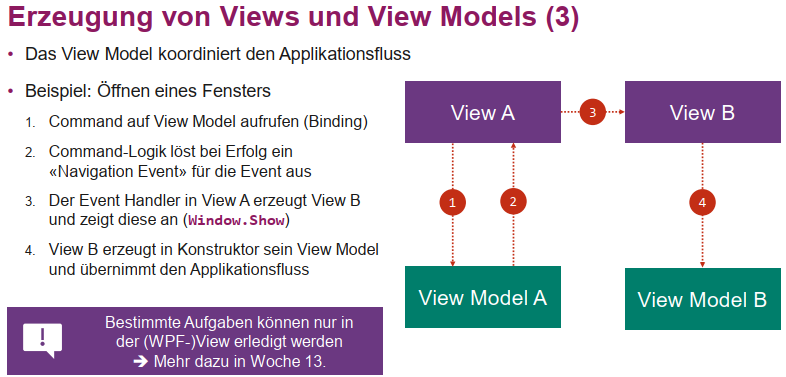 Erzeugung von Views und View Models (3)
• Das View Model koordiniert den Applikationsfluss
• Beispiel: Öffnen eines Fensters
1. Command auf View Model aufrufen (Binding)
2. Command-Logik löst bei Erfolg ein
«Navigation Event» für die Event aus
3. Der Event Handler in View A erzeugt View B
und zeigt diese an (Window.Show)
4. View B erzeugt in Konstruktor sein View Model
und übernimmt den Applikationsfluss
! Bestimmte Aufgaben können nur in
der (WPF-)View erledigt werden
➔ Mehr dazu in Woche 13.
View A
3
View B
1
2
4
View Model A
View Model B